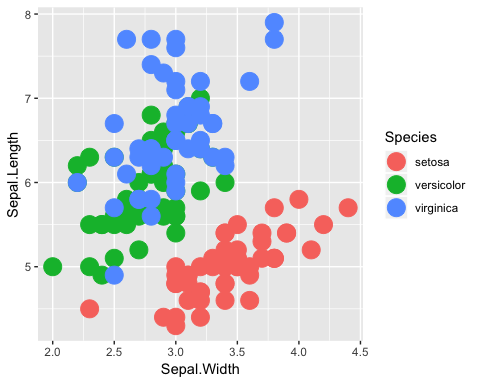 8
7
6
5
Sepal.Length
2.0 2.5 3.0 3.5 4.0 4.5
Sepal.Width
Species
setosa
versicolor
virginica